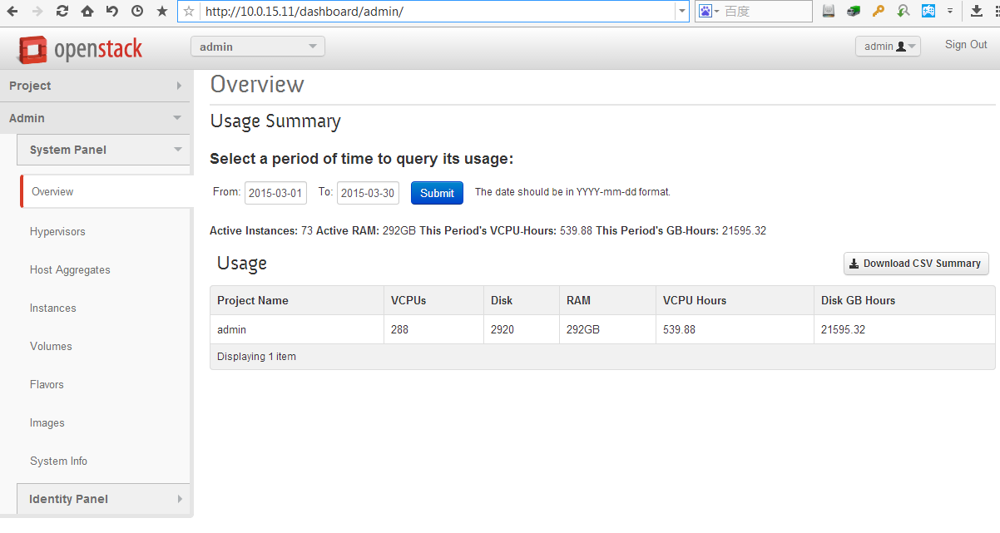 http://10.0.15.11/dashboard/admin/
百度
openstack
admin
admin
Sign Out
Project
Admin
System Panel
Overview
Hypervisors
Host Aggregates
Instances
Volumes
Flavors
Images
System Info
Identity Panel
Overview
Usage Summary
Select a period of time to query its usage:
From: 2015-03-01 To: 2015-03-30 Submit The date should be in YYYY-mm-dd format.
Active Instances: 73 Active RAM: 292GB This Period's VCPU-Hours: 539.88 This Period's GB-Hours: 21595.32
Usage
Download CSV Summary
Project Name VCPUs Disk RAM VCPU Hours Disk GB Hours
admin 288 2920 292GB 539.88 21595.32
Displaying 1 item